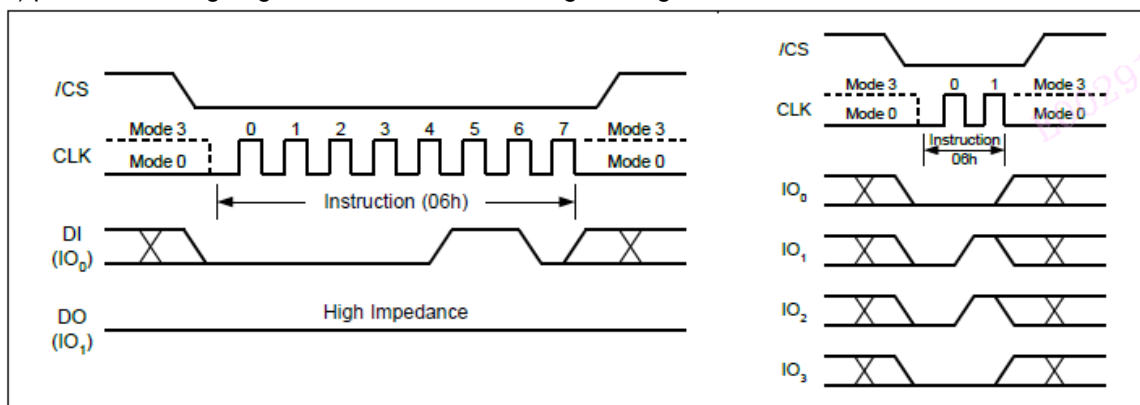 /CS
Mode 3 0 1 2 3 4 5 6 7 Mode 3
CLK Mode 0 Mode 0
Instruction (06h)
DI
(IO0)
High Impedance
DO
(IO1)
/CS
Mode 3 0 1 Mode 3
CLK Mode 0 Mode 0
Instruction
06h
IO0
IO1
IO2
IO3